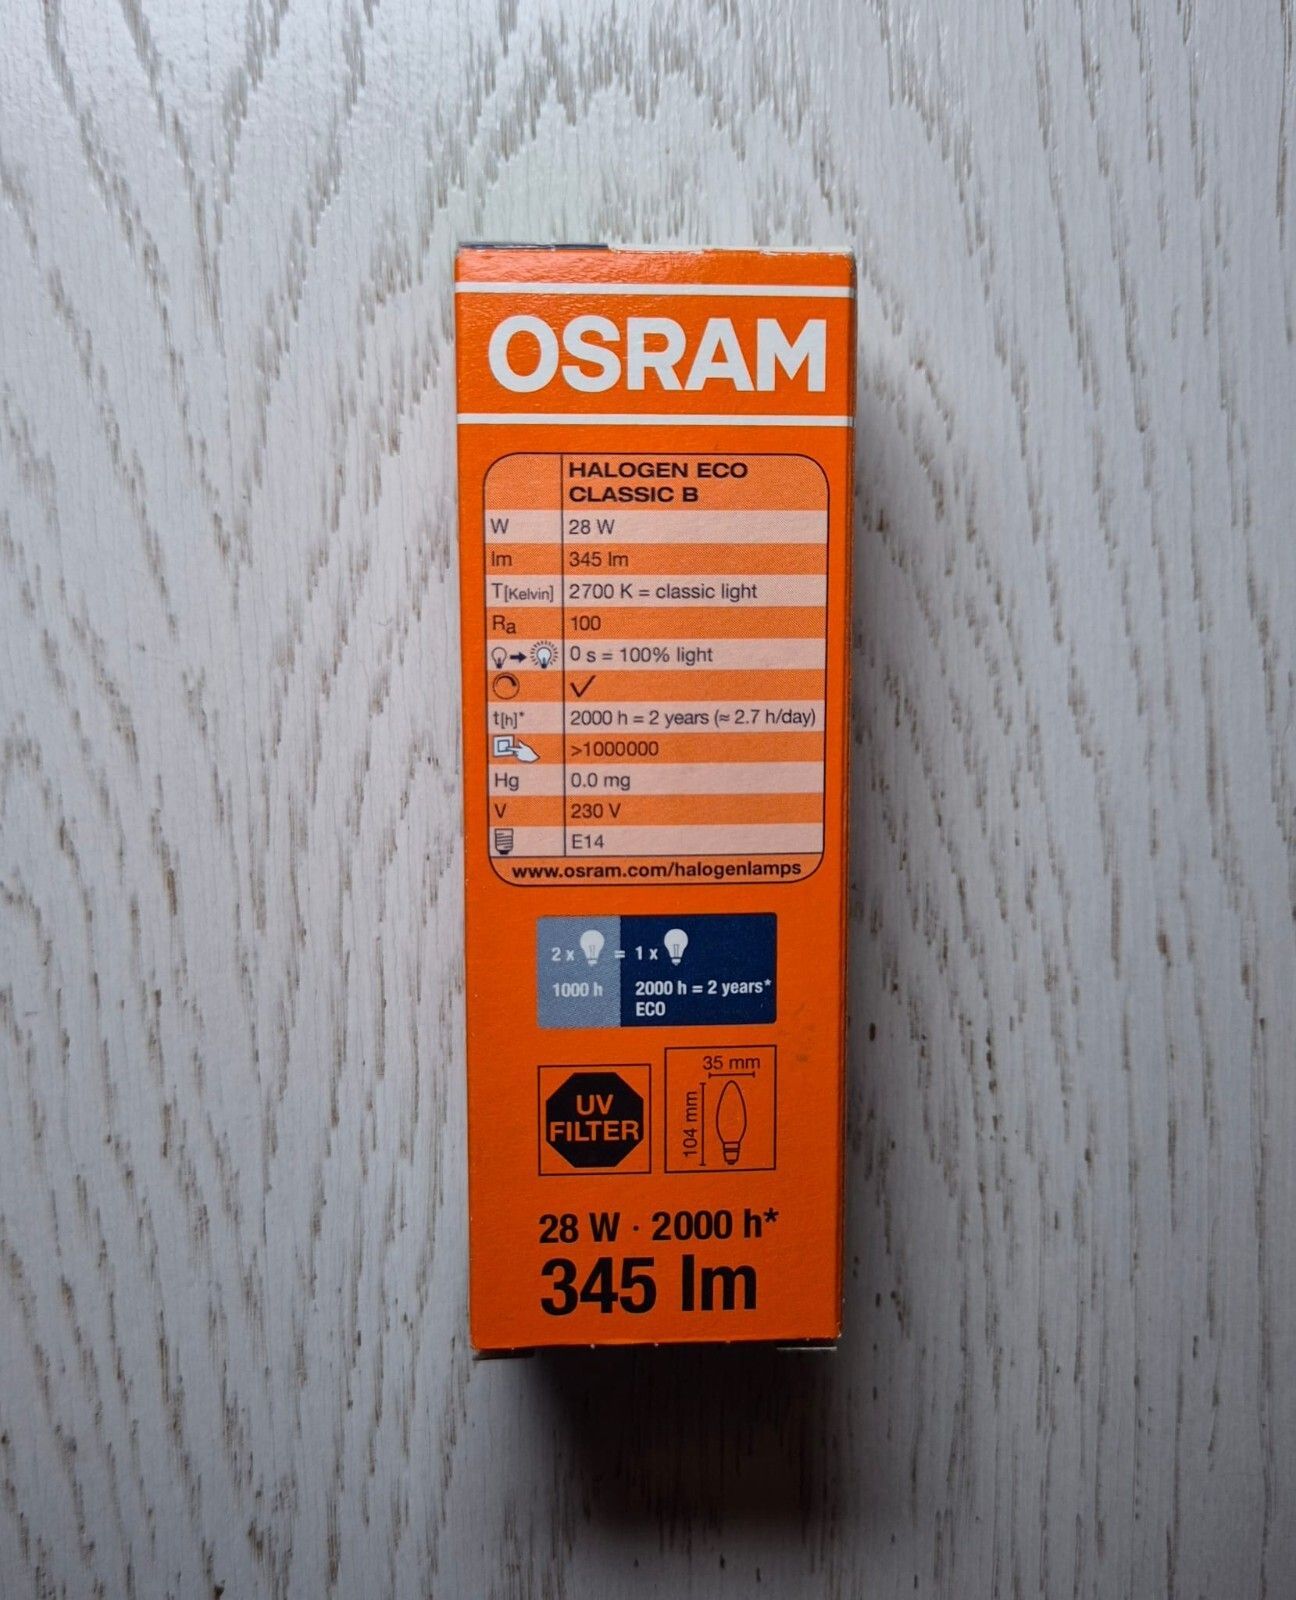 OSRAM
HALOGEN ECO
CLASSIC B
W 28 W
lm 345 lm
T[Kelvin] 2700 K = classic light
Ra 100
0 s = 100% light
✓
t[h]* 2000 h = 2 years (≈ 2.7 h/day)
>1000000
Hg 0.0 mg
V 230 V
E14
www.osram.com/halogenlamps
2 x = 1 x
1000 h 2000 h = 2 years*
ECO
35 mm
104 mm
UV
FILTER
28 W · 2000 h*
345 lm